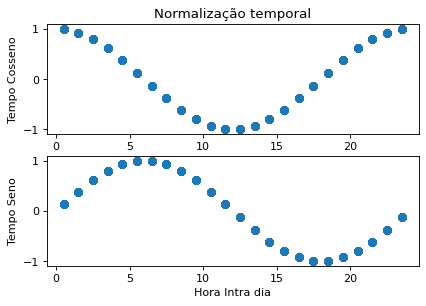 Normalização temporal
Tempo Cosseno
1
0
−1
0 5 10 15 20
Tempo Seno
1
0
−1
0 5 10 15 20
Hora Intra dia